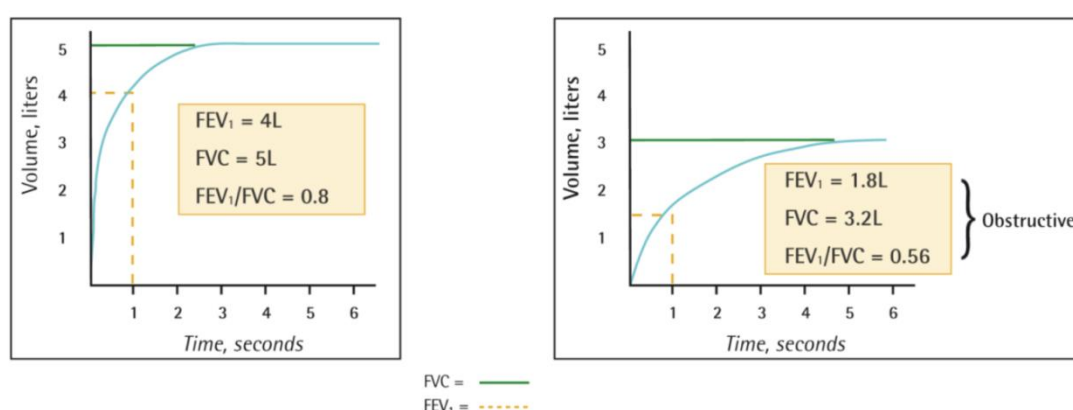 5
4
3
2
1
Volume, liters
FEV₁ = 4L
FVC = 5L
FEV₁/FVC = 0.8
1 2 3 4 5 6
Time, seconds
5
4
3
2
1
Volume, liters
FEV₁ = 1.8L
FVC = 3.2L
FEV₁/FVC = 0.56
Obstructive
1 2 3 4 5 6
Time, seconds
FVC =
FEV₁ =